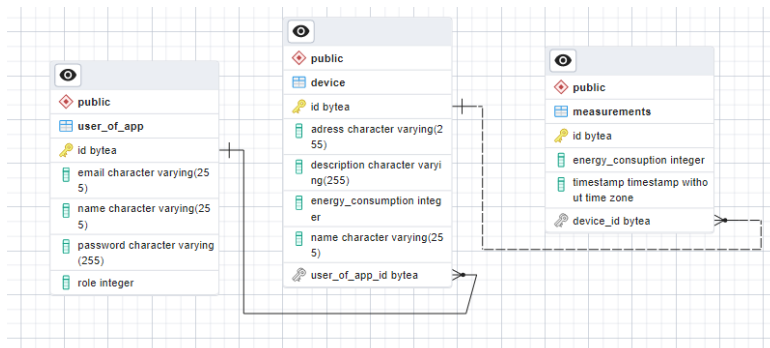 public
user_of_app
id bytea
email character varying(25
5)
name character varying(25
5)
password character varying
(255)
role integer
public
device
id bytea
adress character varying(2
55)
description character varyi
ng(255)
energy_consumption integ
er
name character varying(25
5)
user_of_app_id bytea
public
measurements
id bytea
energy_consuption integer
timestamp timestamp witho
ut time zone
device_id bytea